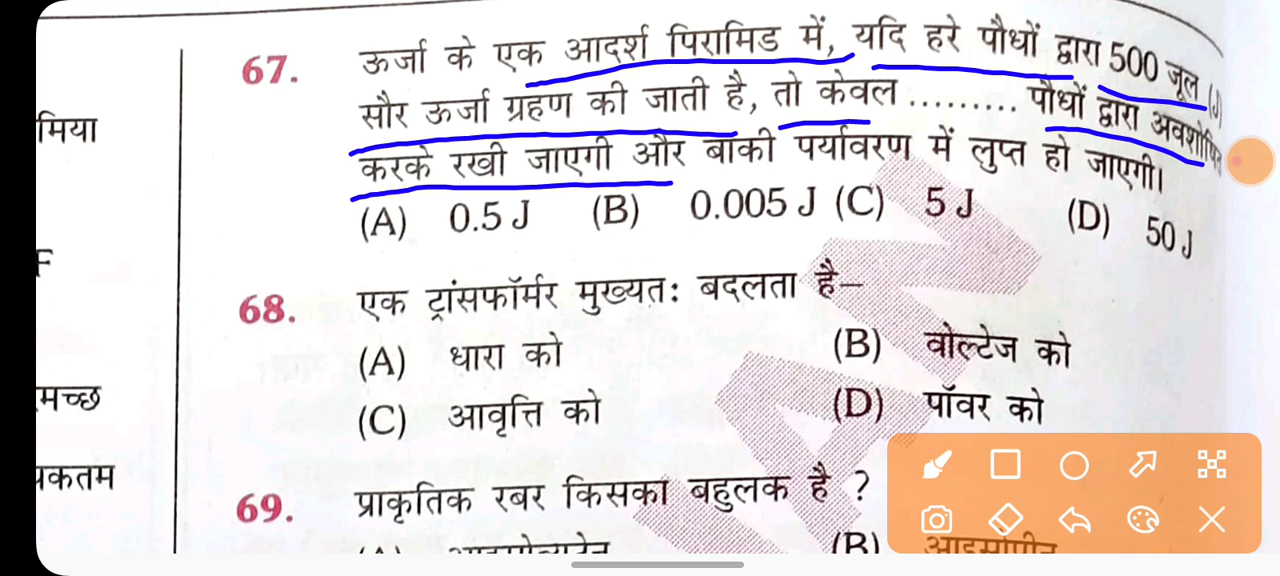 67. ऊर्जा के एक आदर्श पिरामिड में, यदि हरे पौधों द्वारा 500 जूल (J)
सौर ऊर्जा ग्रहण की जाती है, तो केवल ......... पौधों द्वारा अवशोषित
करके रखी जाएगी और बाकी पर्यावरण में लुप्त हो जाएगी।
(A) 0.5 J (B) 0.005 J (C) 5 J (D) 50 J
मिया
68. एक ट्रांसफॉर्मर मुख्यतः बदलता है–
F
(A) धारा को (B) वोल्टेज को
मच्छ
(C) आवृत्ति को (D) पॉवर को
कतम
69. प्राकृतिक रबर किसका बहुलक है ?
(B)